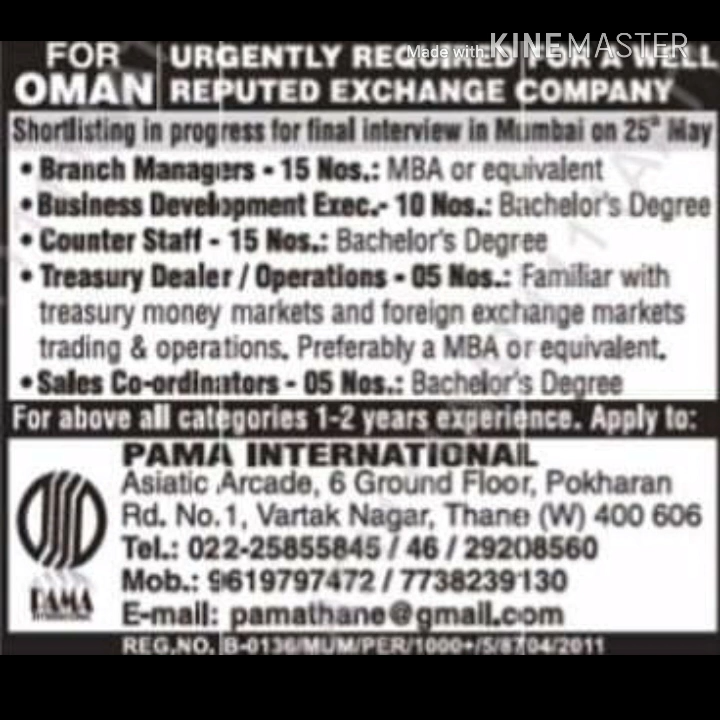 Made with KINEMASTER
FOR OMAN
URGENTLY REQUIRED FOR A WELL
REPUTED EXCHANGE COMPANY
Shortlisting in progress for final interview in Mumbai on 25th May
• Branch Managers - 15 Nos.: MBA or equivalent
• Business Development Exec.- 10 Nos.: Bachelor's Degree
• Counter Staff - 15 Nos.: Bachelor's Degree
• Treasury Dealer / Operations - 05 Nos.: Familiar with
treasury money markets and foreign exchange markets
trading & operations. Preferably a MBA or equivalent.
• Sales Co-ordinators - 05 Nos.: Bachelor's Degree
For above all categories 1-2 years experience. Apply to:
PAMA INTERNATIONAL
Asiatic Arcade, 6 Ground Floor, Pokharan
Rd. No.1, Vartak Nagar, Thane (W) 400 606
Tel.: 022-25855845 / 46 / 29208560
Mob.: 9619797472 / 7738239130
E-mail: pamathane@gmail.com
PAMA
REG.NO. B-0136/MUM/PER/1000+/5/8704/2011